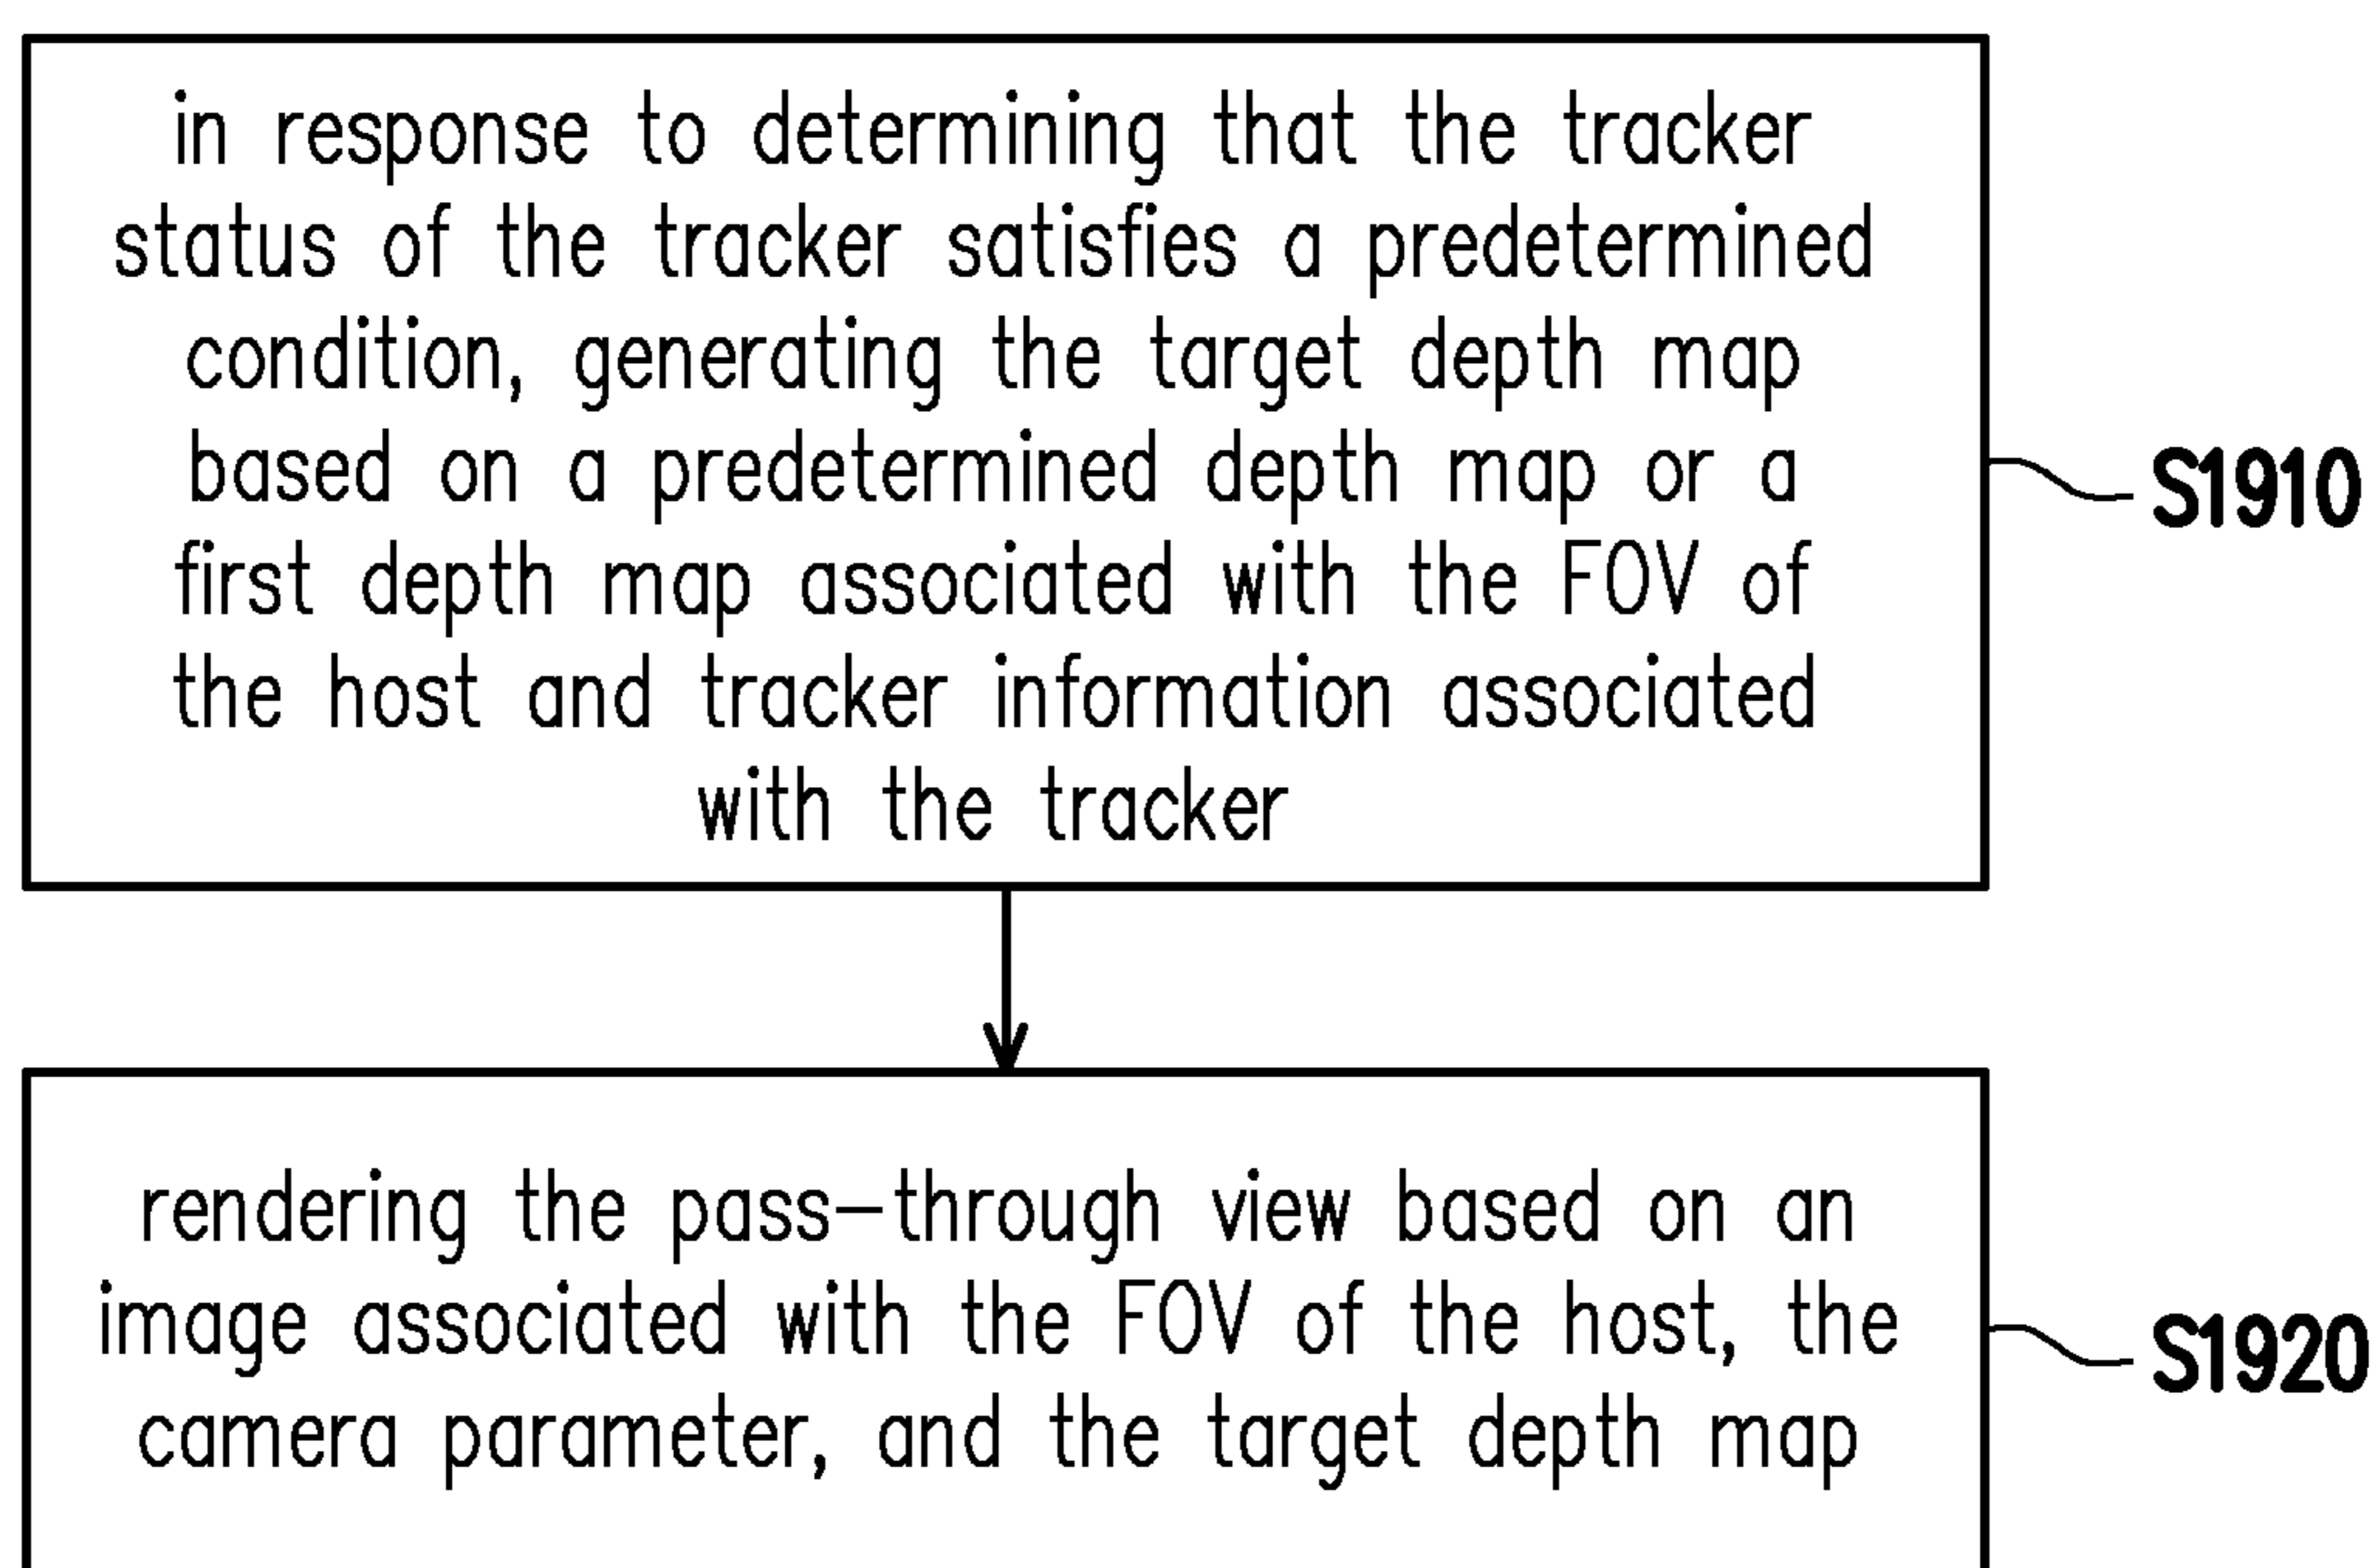 in response to determining that the tracker
status of the tracker satisfies a predetermined
condition, generating the target depth map
based on a predetermined depth map or a
first depth map associated with the FOV of
the host and tracker information associated
with the tracker
S1910
rendering the pass-through view based on an
image associated with the FOV of the host, the
camera parameter, and the target depth map
S1920